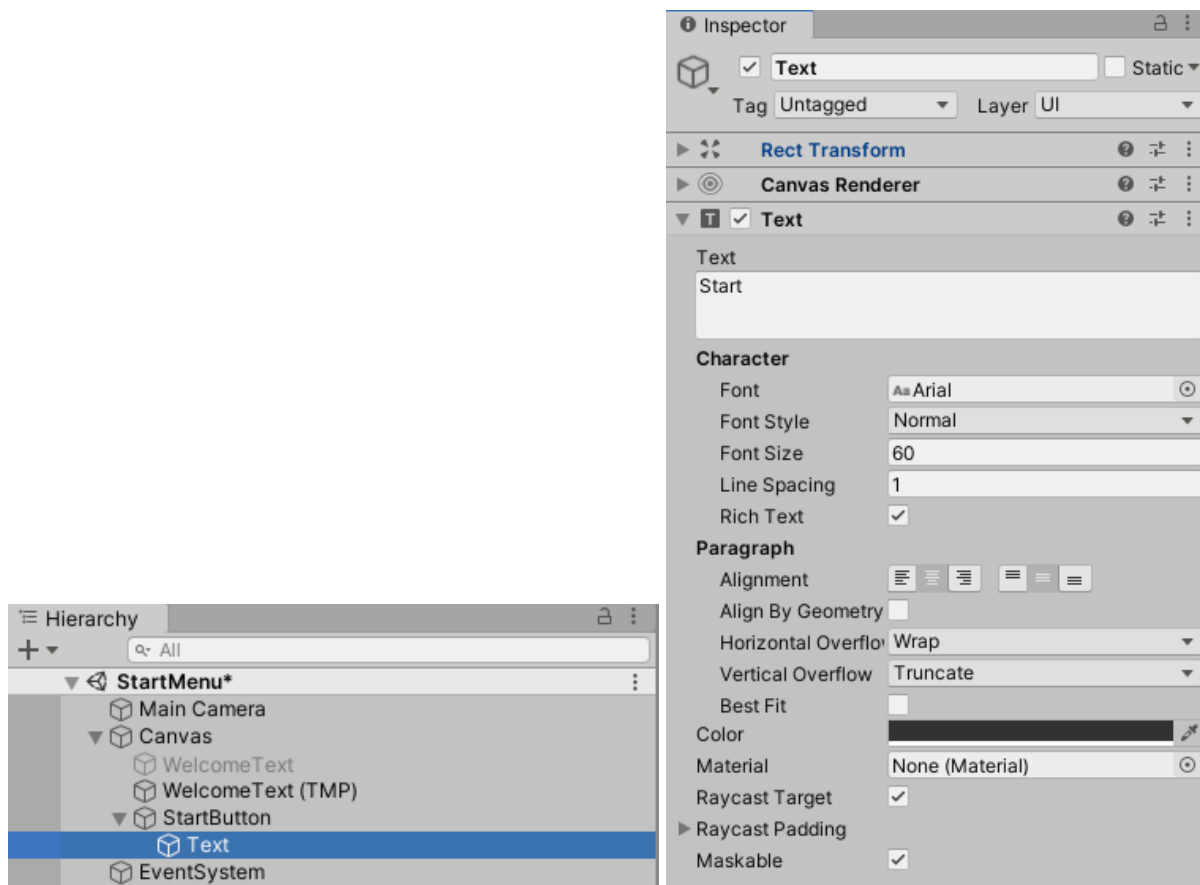 Hierarchy
All
StartMenu*
Main Camera
Canvas
WelcomeText
WelcomeText (TMP)
StartButton
Text
EventSystem
Inspector
Text
Static
Tag Untagged Layer UI
Rect Transform
Canvas Renderer
Text
Text
Start
Character
Font Aa Arial
Font Style Normal
Font Size 60
Line Spacing 1
Rich Text
Paragraph
Alignment
Align By Geometry
Horizontal Overflo Wrap
Vertical Overflow Truncate
Best Fit
Color
Material None (Material)
Raycast Target
Raycast Padding
Maskable